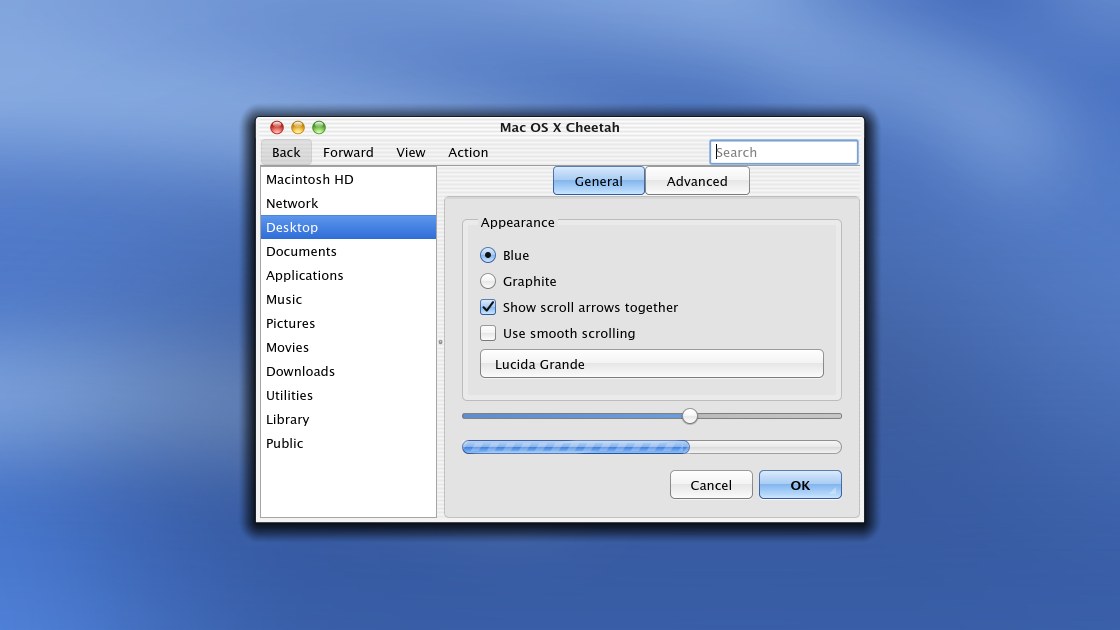 Mac OS X Cheetah
Back Forward View Action Search
Macintosh HD
Network
Desktop
Documents
Applications
Music
Pictures
Movies
Downloads
Utilities
Library
Public
General Advanced
Appearance
Blue
Graphite
Show scroll arrows together
Use smooth scrolling
Lucida Grande
Cancel OK